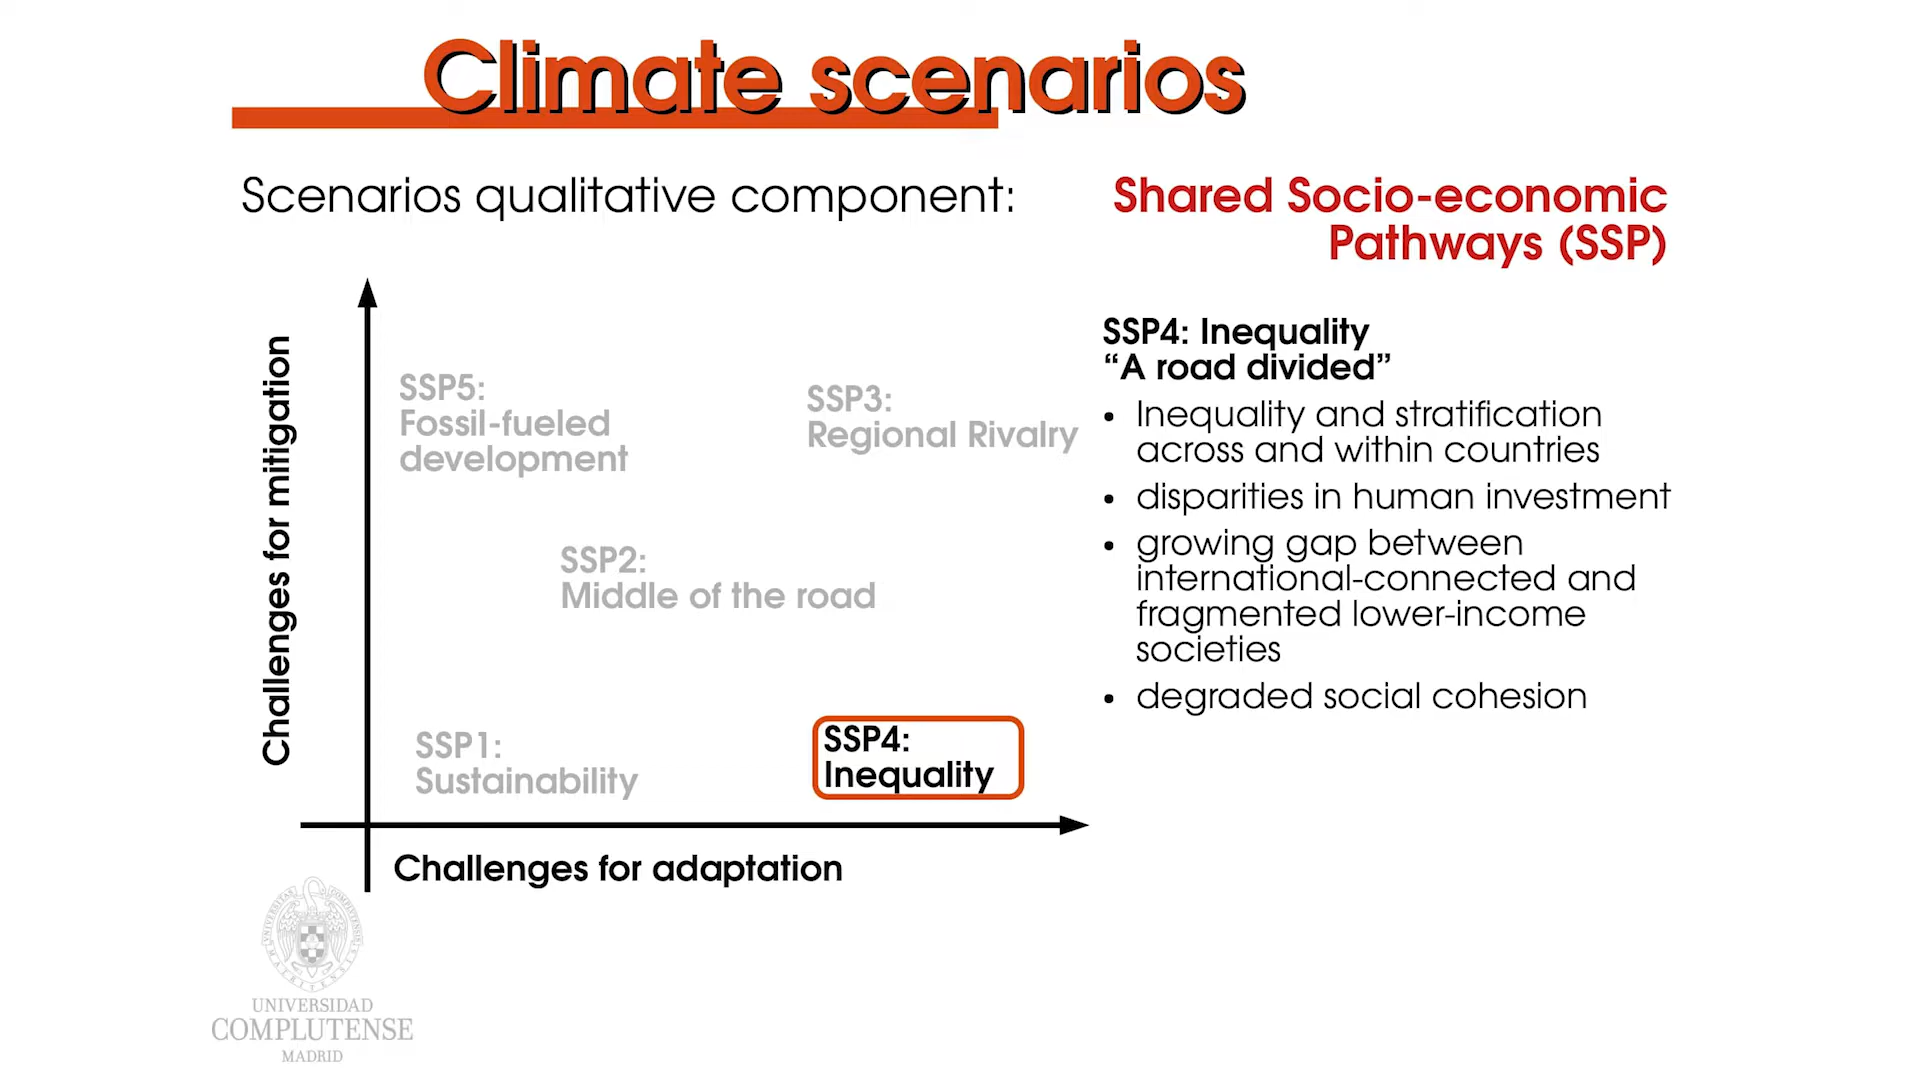 Climate scenarios
Scenarios qualitative component:
Shared Socio-economic
Pathways (SSP)
Challenges for mitigation
SSP5:
Fossil-fueled
development
SSP3:
Regional Rivalry
SSP2:
Middle of the road
SSP1:
Sustainability
SSP4:
Inequality
Challenges for adaptation
SSP4: Inequality
“A road divided”
• Inequality and stratification
across and within countries
• disparities in human investment
• growing gap between
international-connected and
fragmented lower-income
societies
• degraded social cohesion
UNIVERSIDAD
COMPLUTENSE
MADRID